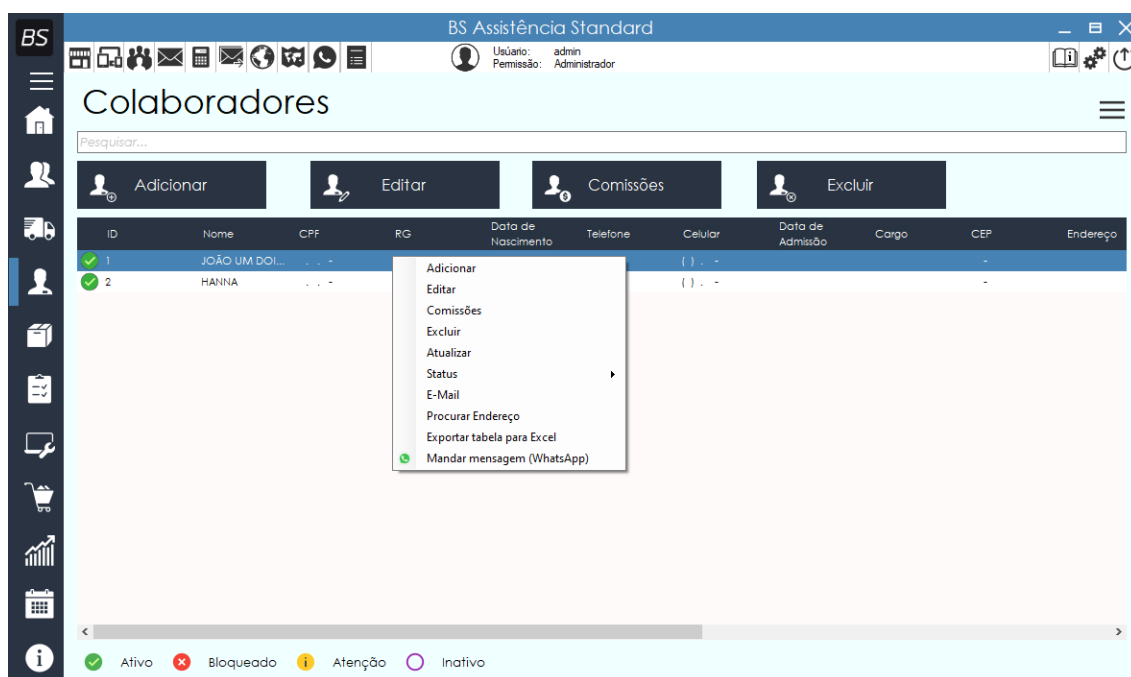 BS
BS Assistência Standard
Usúario: admin
Permissão: Administrador
Colaboradores
Pesquisar...
Adicionar
Editar
Comissões
Excluir
ID Nome CPF RG Data de Nascimento Telefone Celular Data de Admissão Cargo CEP Endereço
1 JOÃO UM DOI... . . - ( ) . - -
2 HANNA . . - ( ) . - -
Adicionar
Editar
Comissões
Excluir
Atualizar
Status
E-Mail
Procurar Endereço
Exportar tabela para Excel
Mandar mensagem (WhatsApp)
Ativo Bloqueado Atenção Inativo